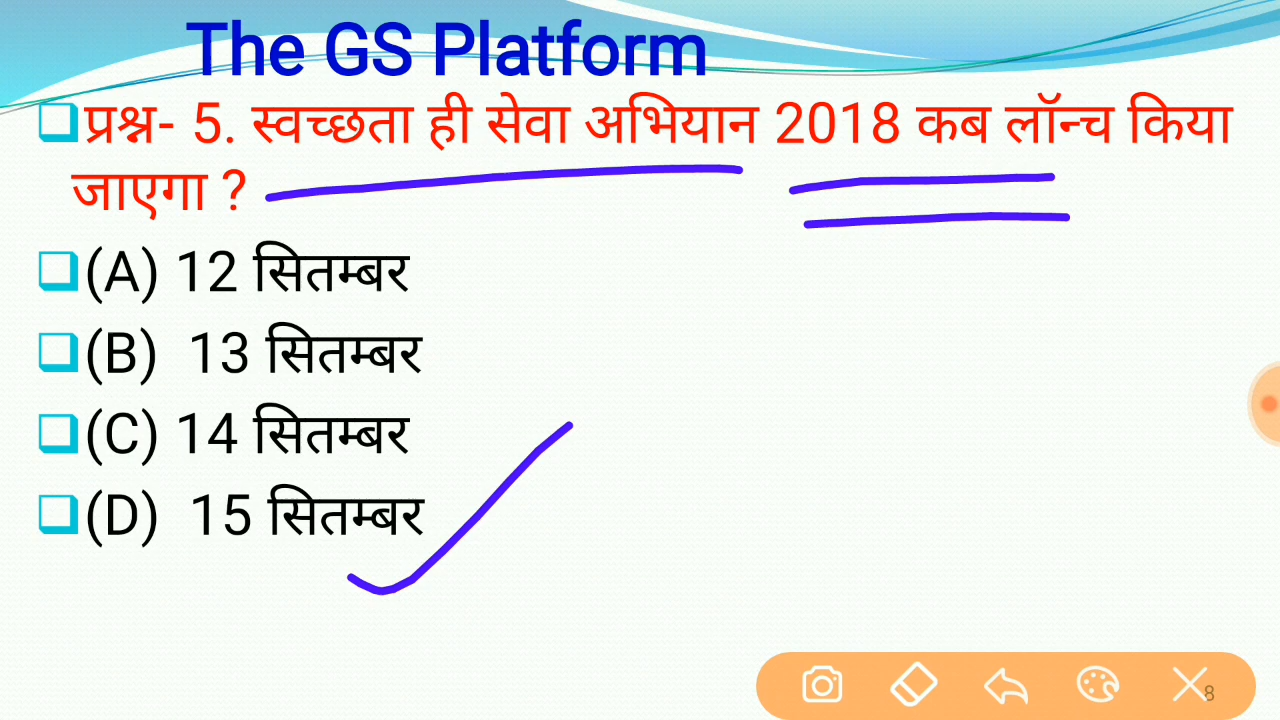 The GS Platform
प्रश्न- 5. स्वच्छता ही सेवा अभियान 2018 कब लॉन्च किया
जाएगा ?
(A) 12 सितम्बर
(B) 13 सितम्बर
(C) 14 सितम्बर
(D) 15 सितम्बर
8